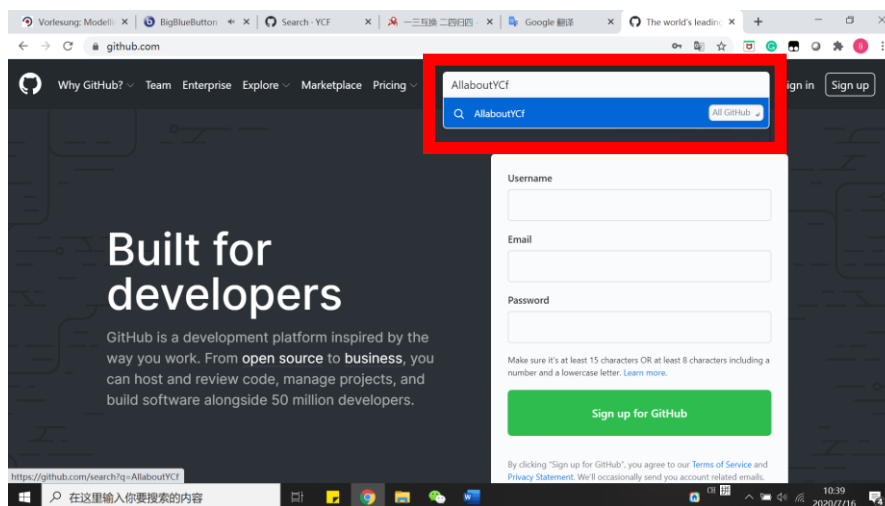 Vorlesung: Modelli
BigBlueButton
Search · YCF
一三互换 二四归四
Google 翻译
The world's leading
github.com
Why GitHub? Team Enterprise Explore Marketplace Pricing
AllaboutYCf
ign in
Sign up
AllaboutYCf
All GitHub
Username
Email
Password
Built for
developers
GitHub is a development platform inspired by the
way you work. From open source to business, you
can host and review code, manage projects, and
build software alongside 50 million developers.
Make sure it's at least 15 characters OR at least 8 characters including a
number and a lowercase letter. Learn more.
Sign up for GitHub
By clicking "Sign up for GitHub", you agree to our Terms of Service and
Privacy Statement. We'll occasionally send you account related emails.
https://github.com/search?q=AllaboutYCf
在这里输入你要搜索的内容
10:39
2020/7/16